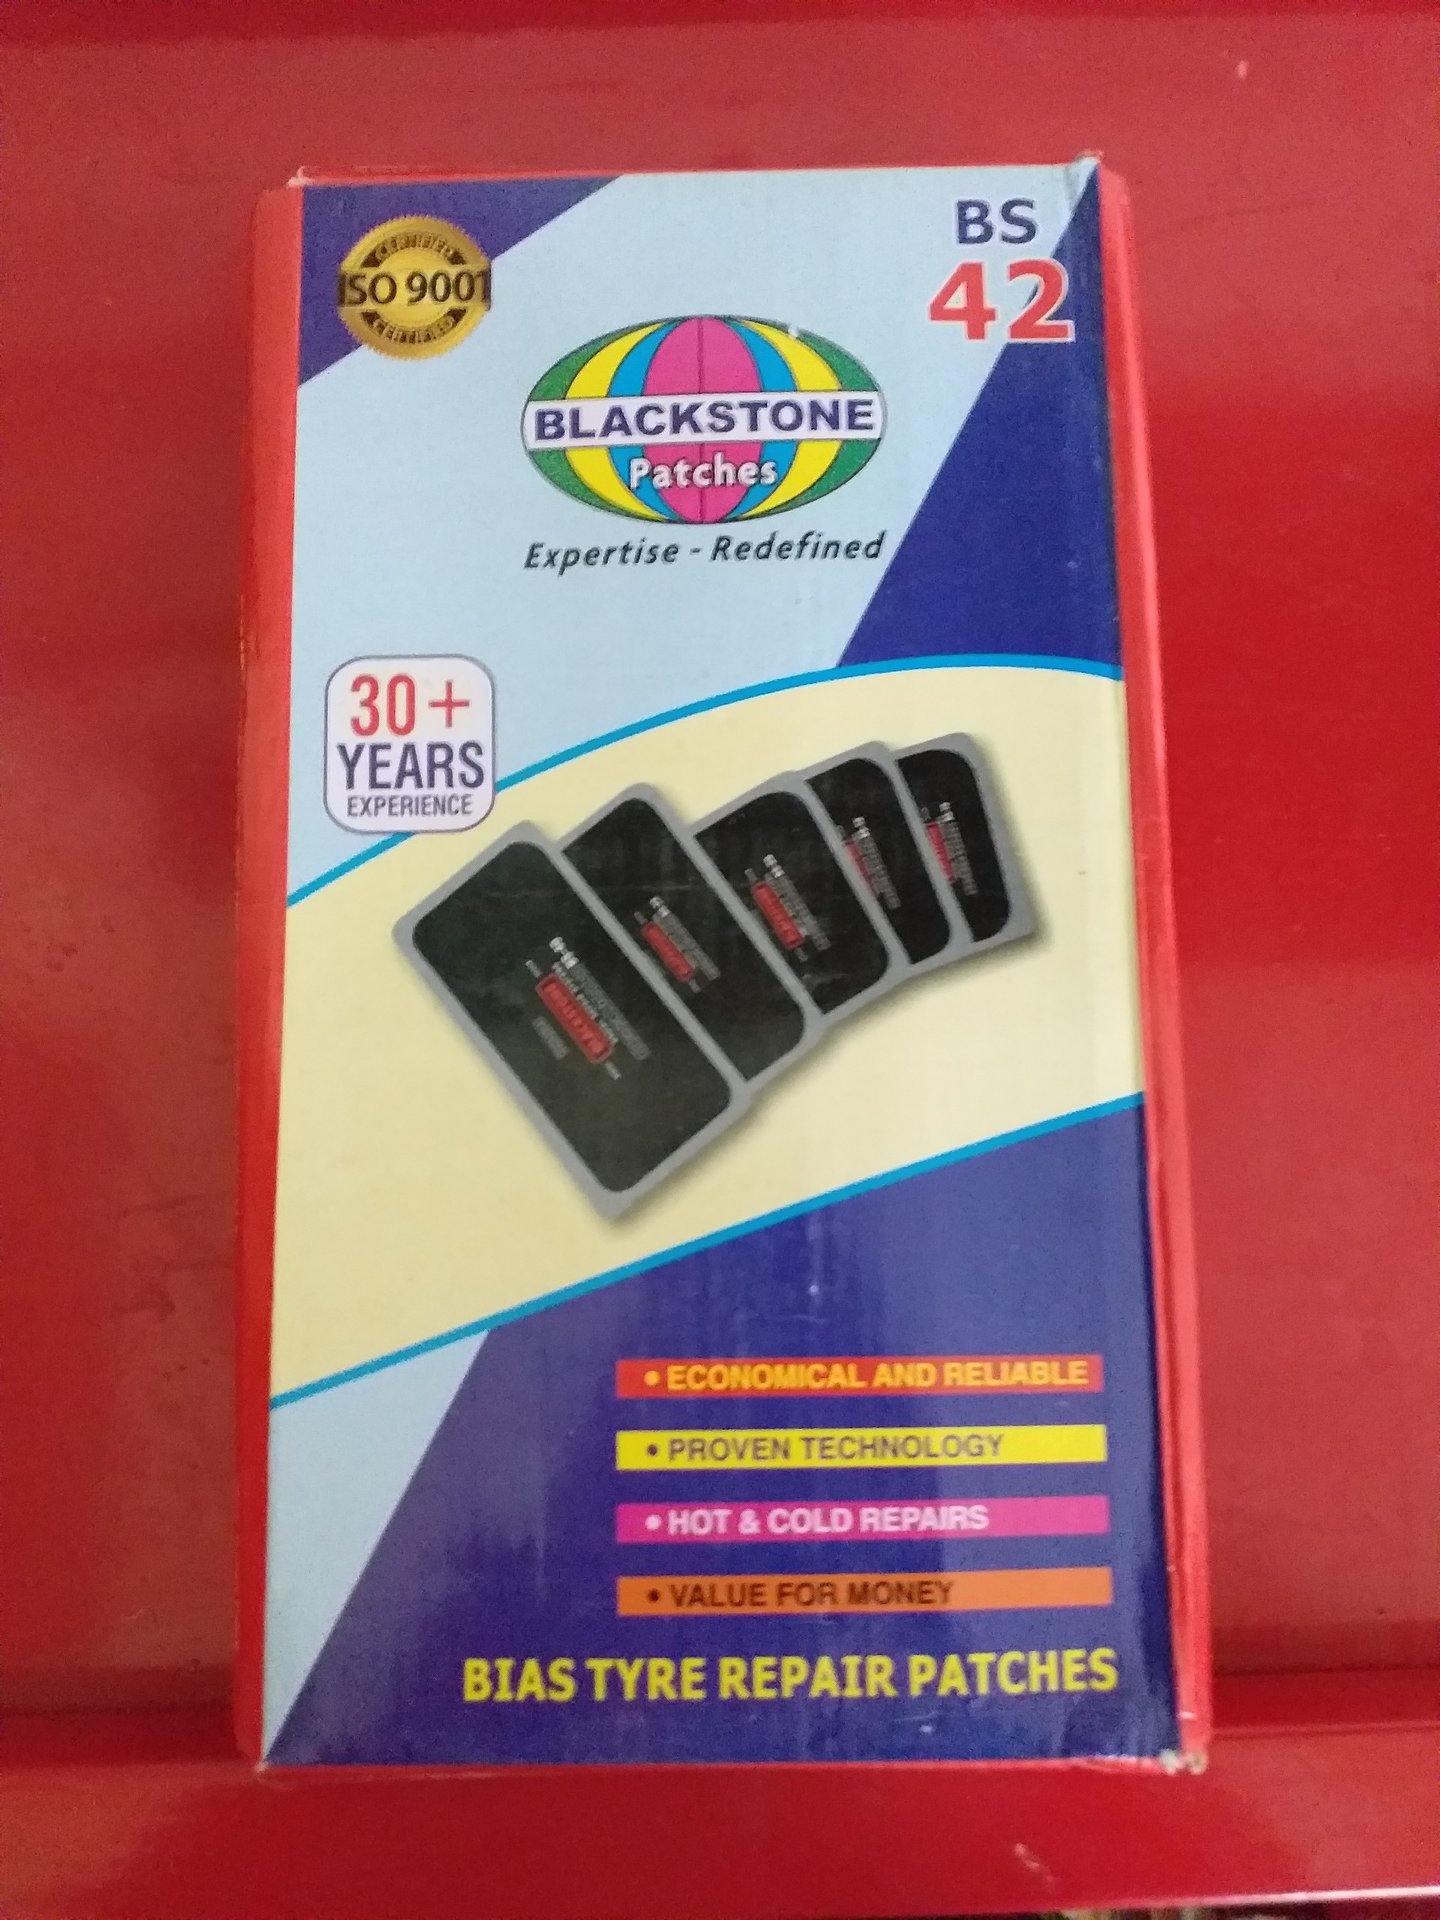 CERTIFIED
ISO 9001
CERTIFIED
BS
42
BLACKSTONE
Patches
Expertise - Redefined
30+
YEARS
EXPERIENCE
BLACKSTONE
• ECONOMICAL AND RELIABLE
• PROVEN TECHNOLOGY
• HOT & COLD REPAIRS
• VALUE FOR MONEY
BIAS TYRE REPAIR PATCHES